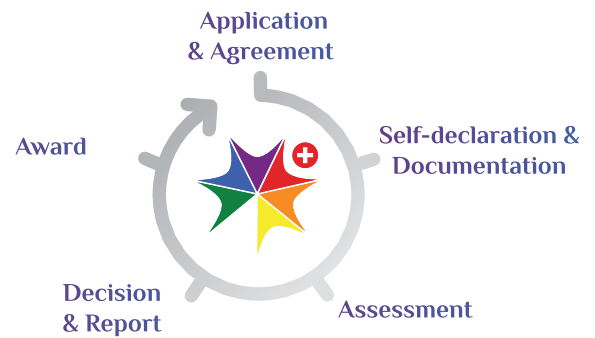 Application
& Agreement
Self-declaration &
Documentation
Assessment
Decision
& Report
Award